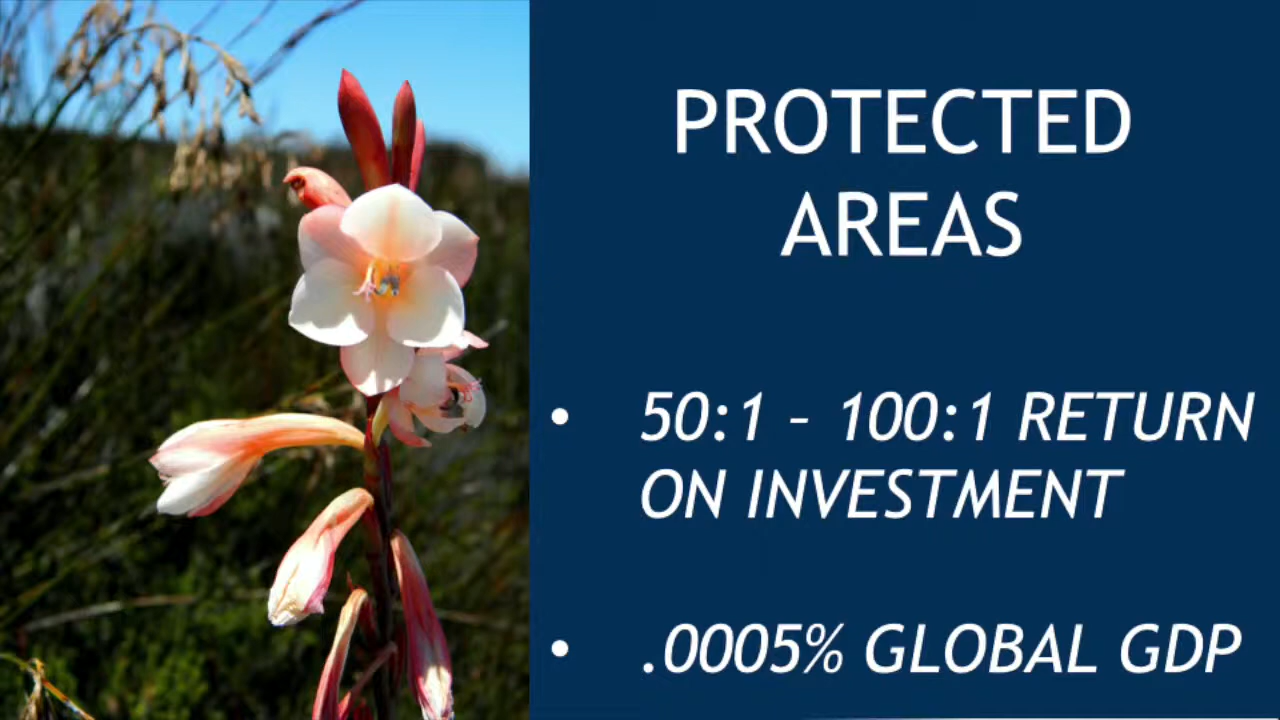 PROTECTED
AREAS
• 50:1 – 100:1 RETURN
ON INVESTMENT
• .0005% GLOBAL GDP